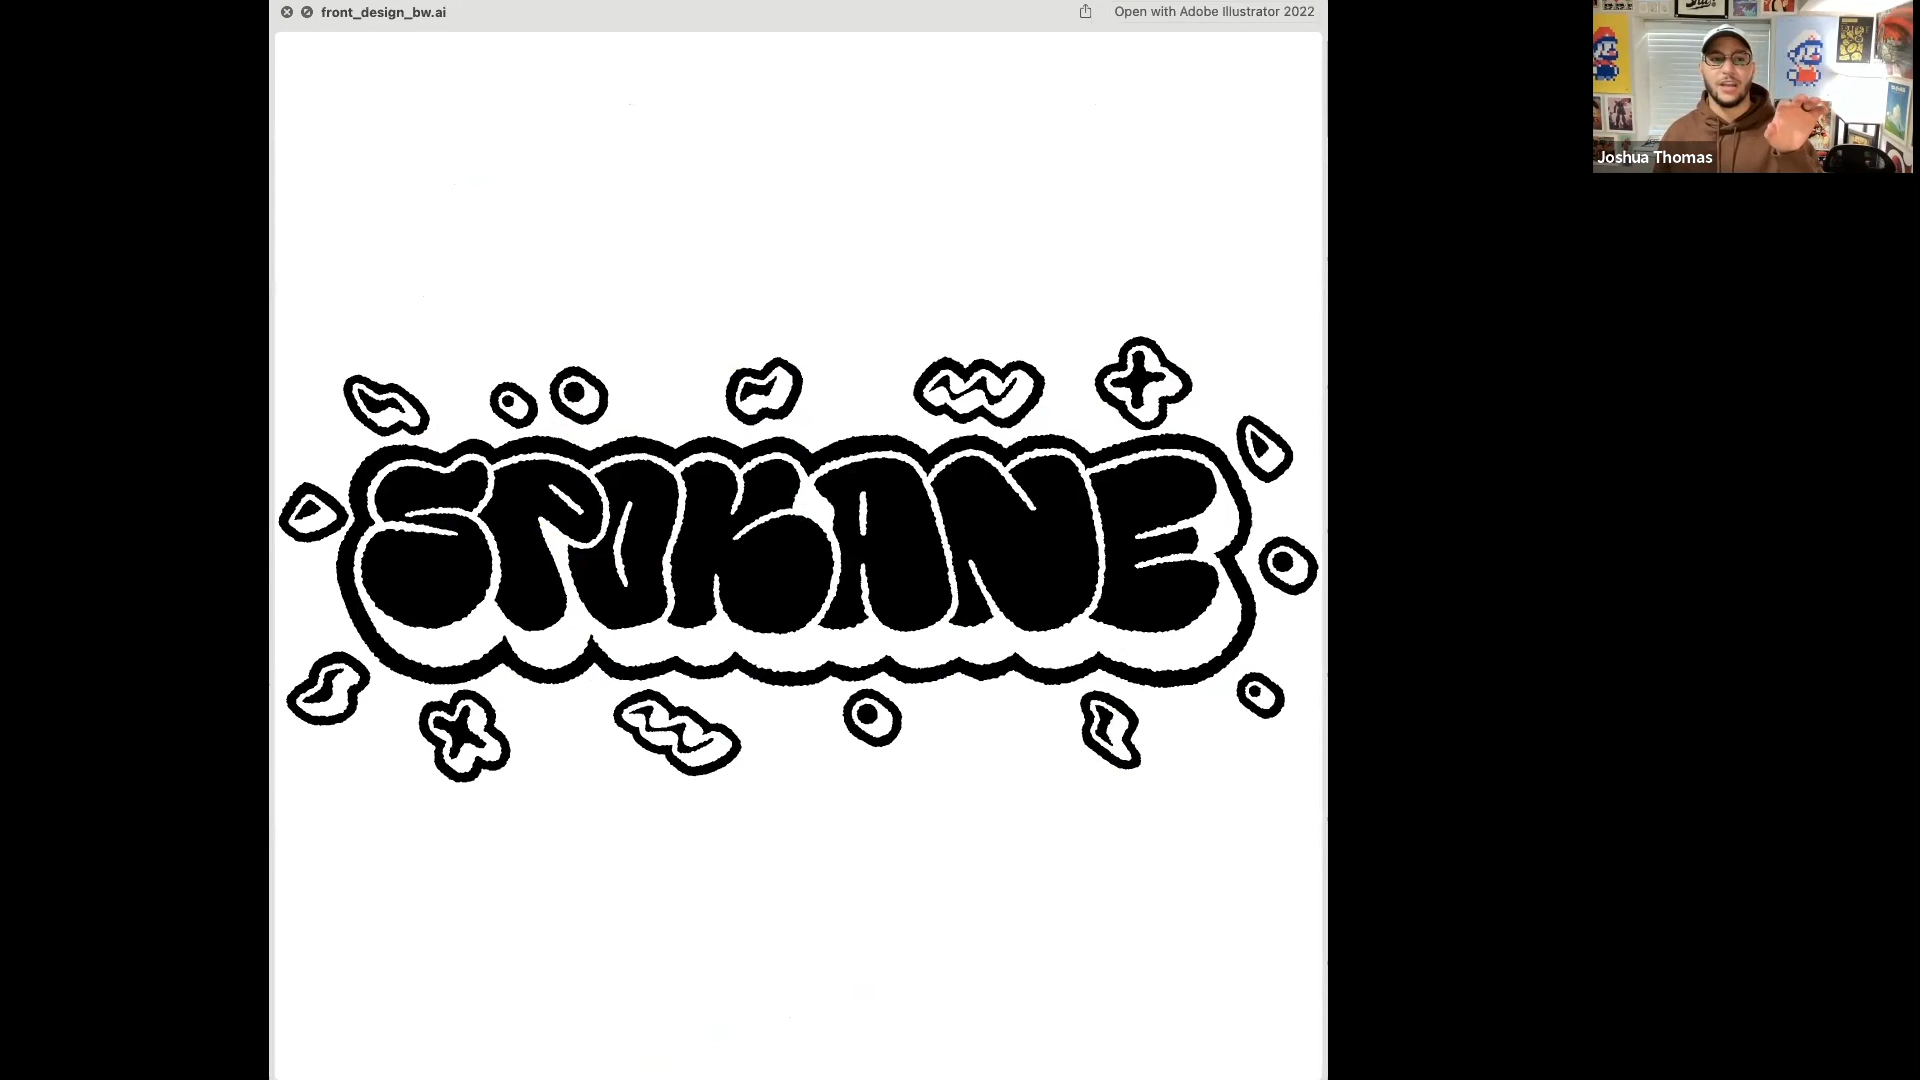 front_design_bw.ai
Open with Adobe Illustrator 2022
Joshua Thomas
SPOKANE